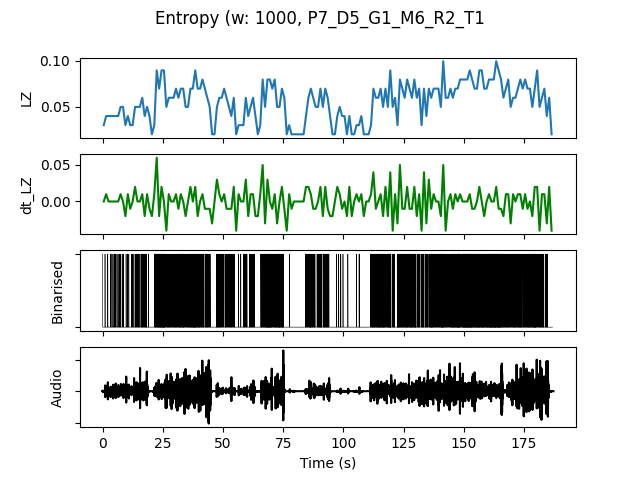 Entropy (w: 1000, P7_D5_G1_M6_R2_T1
0.10
0.05
LZ
0.05
0.00
dt_LZ
Binarised
Audio
0 25 50 75 100 125 150 175
Time (s)